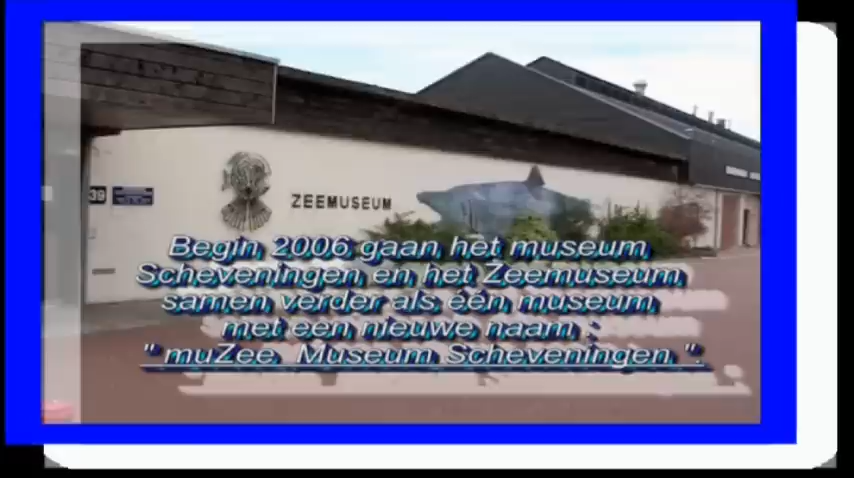 39
ZEEMUSEUM
Begin 2006 gaan het museum
Scheveningen en het Zeemuseum
samen verder als één museum
met een nieuwe naam :
" muZee Museum Scheveningen ".